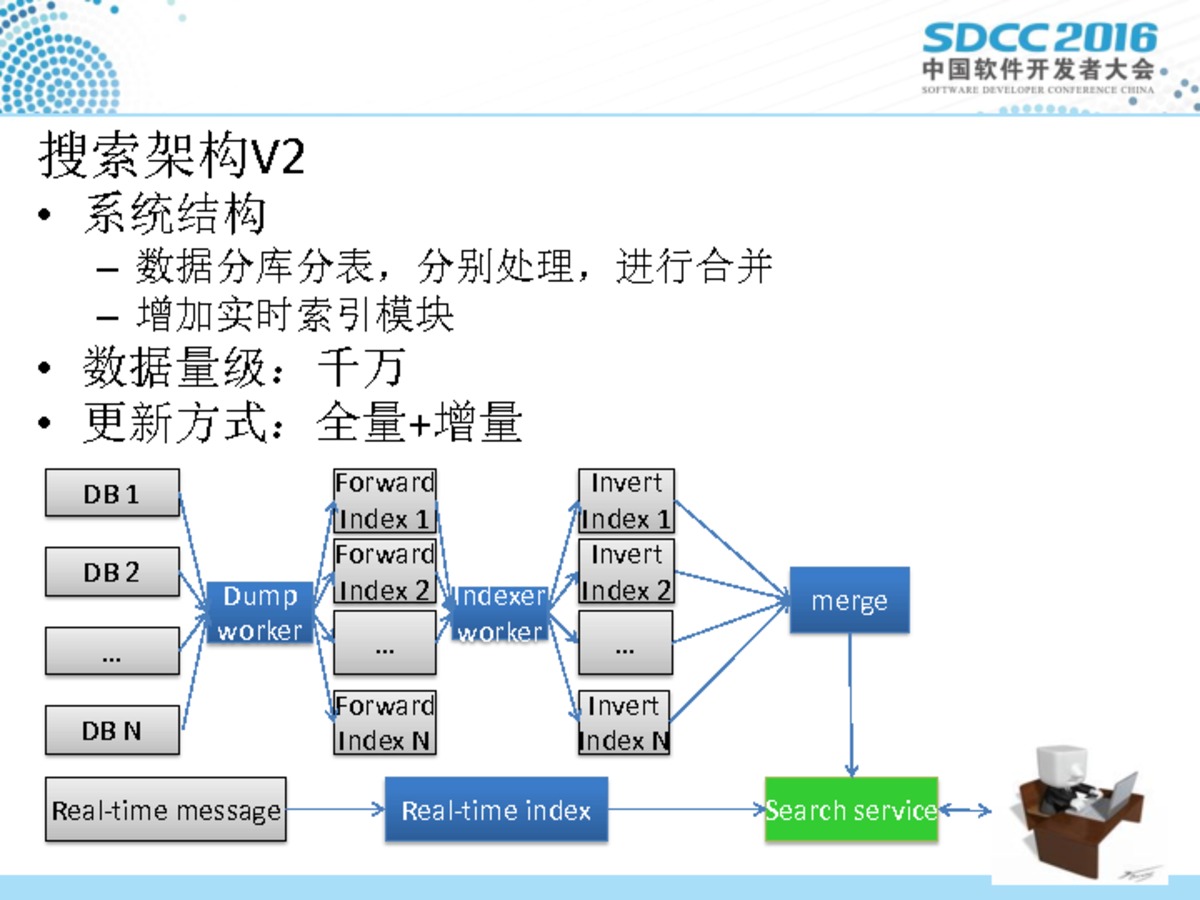 SDCC 2016
中国软件开发者大会
SOFTWARE DEVELOPER CONFERENCE CHINA
搜索架构V2
• 系统结构
– 数据分库分表，分别处理，进行合并
– 增加实时索引模块
• 数据量级：千万
• 更新方式：全量+增量
DB 1
DB 2
...
DB N
Dump
worker
Forward
Index 1
Forward
Index 2
...
Forward
Index N
Indexer
worker
Invert
Index 1
Invert
Index 2
...
Invert
Index N
merge
Real-time message
Real-time index
Search service